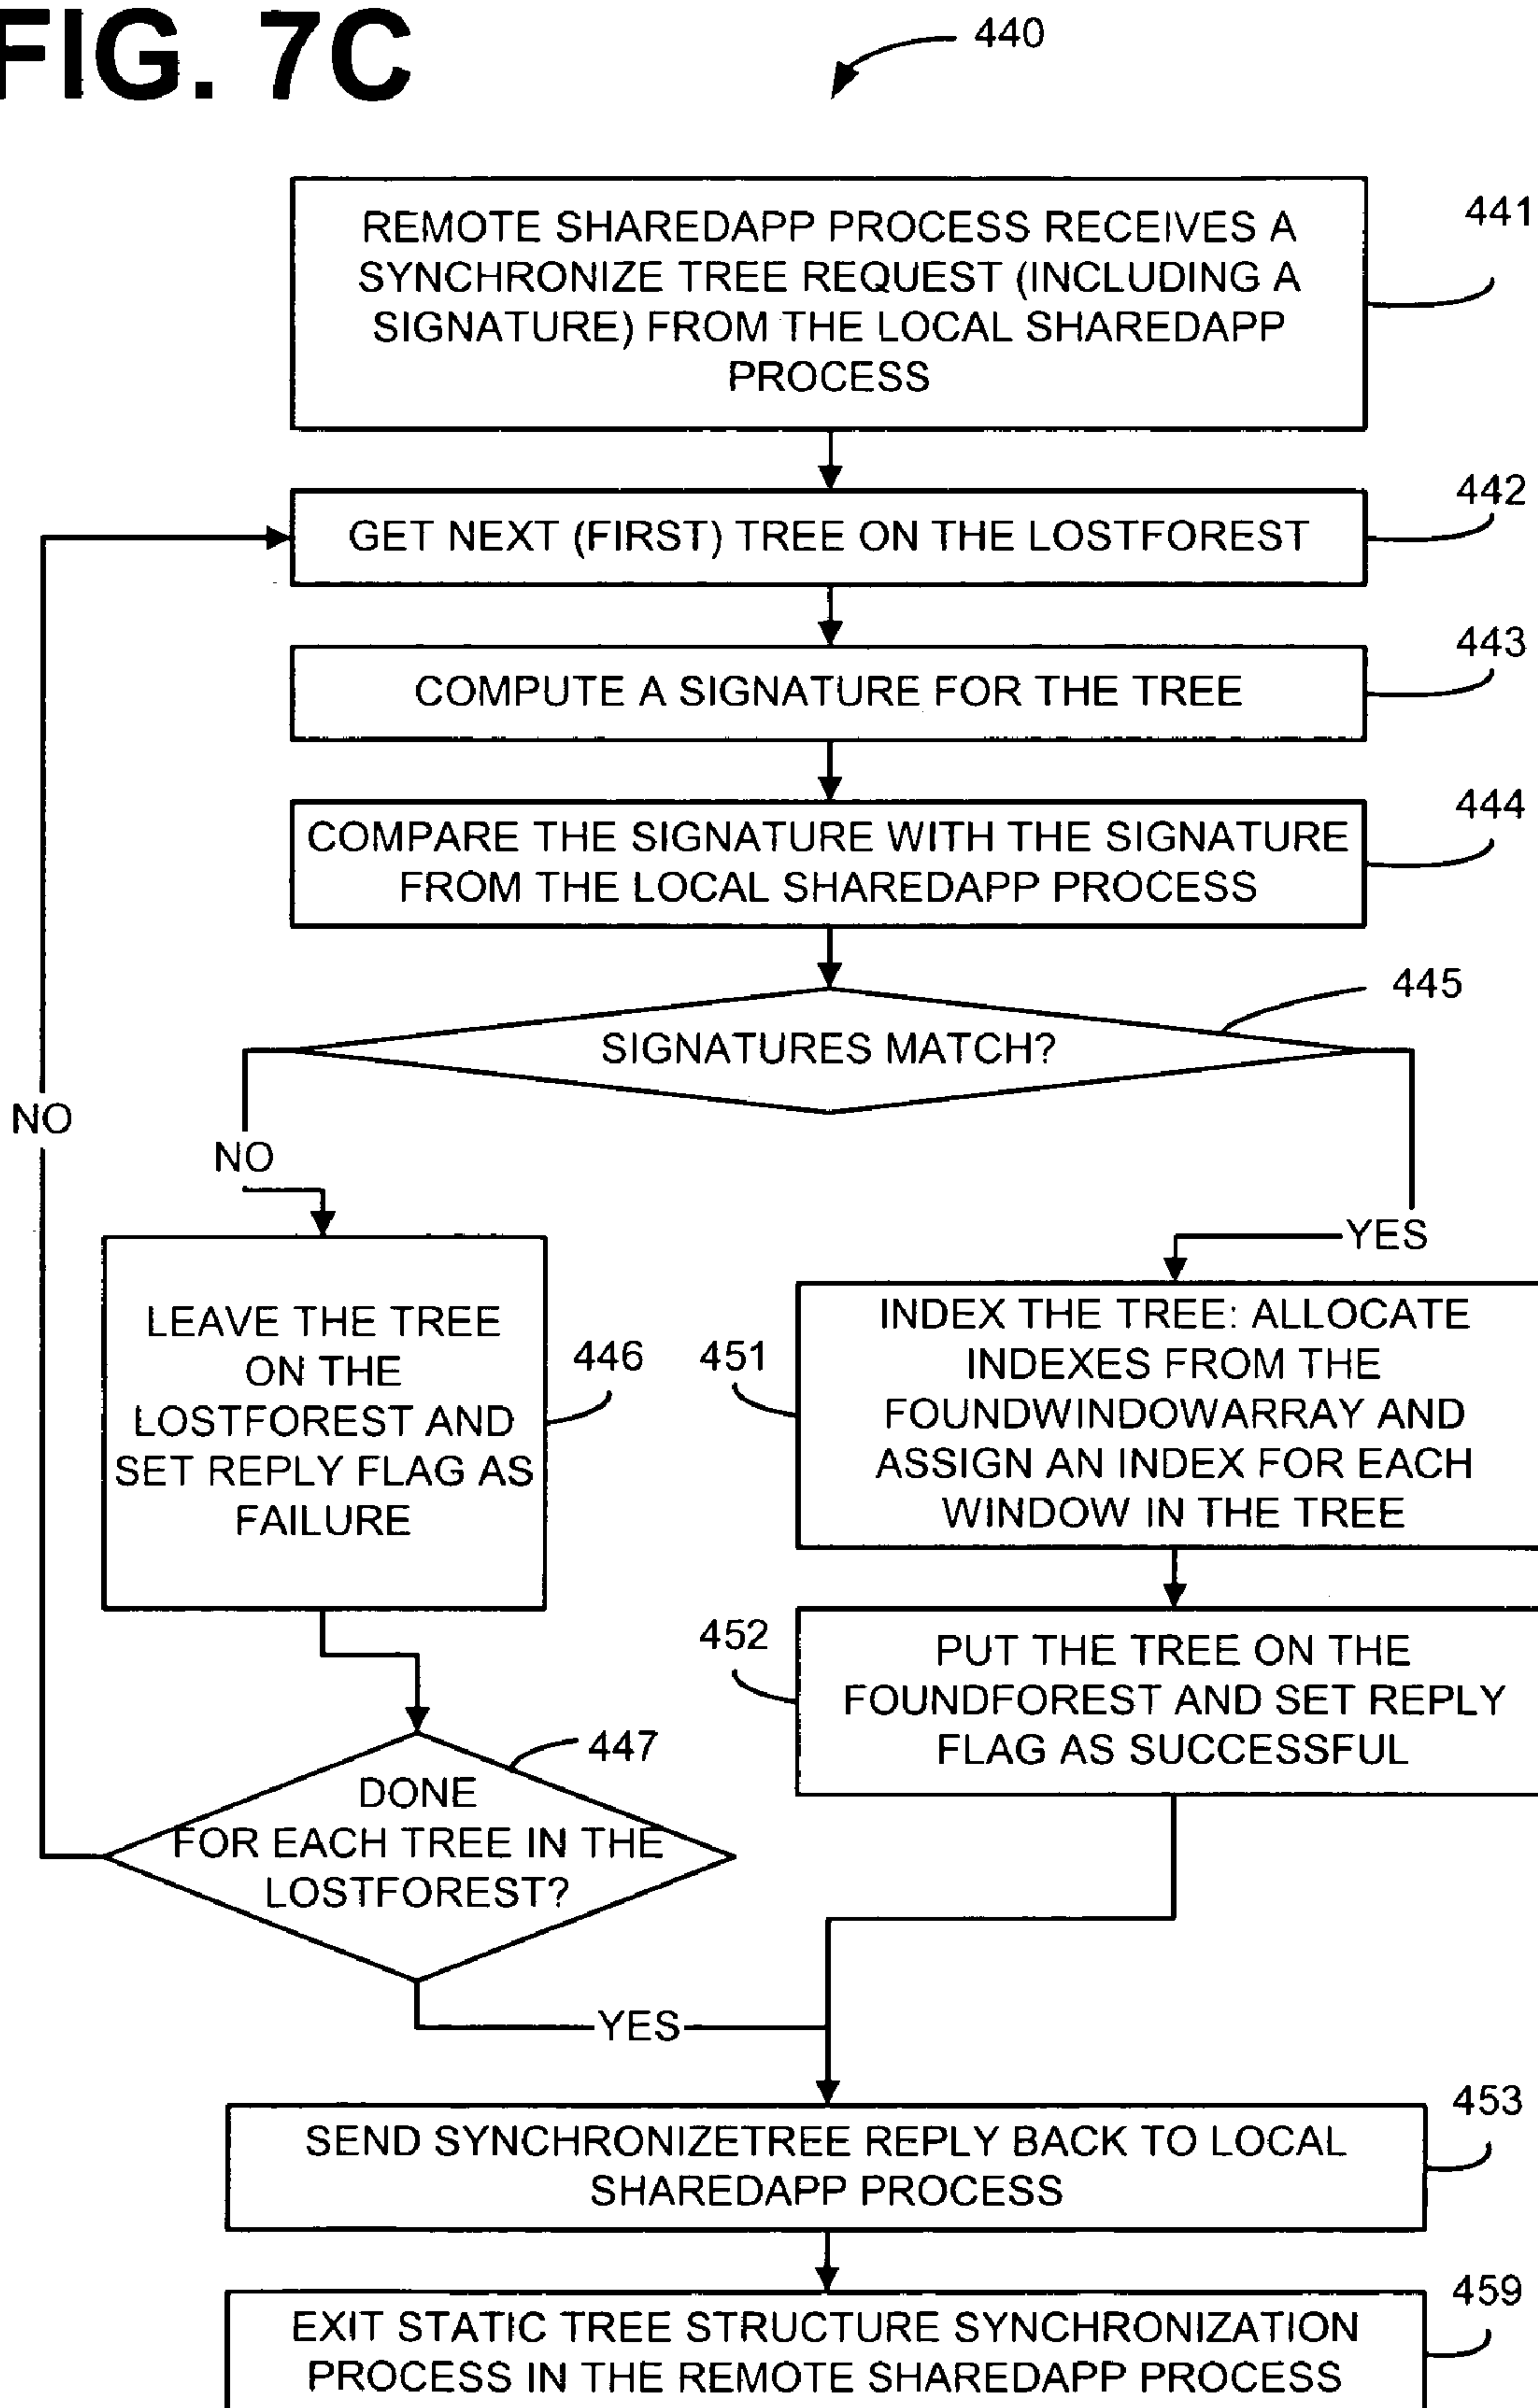 FIG. 7C
440
REMOTE SHAREDAPP PROCESS RECEIVES A
SYNCHRONIZE TREE REQUEST (INCLUDING A
SIGNATURE) FROM THE LOCAL SHAREDAPP
PROCESS
441
GET NEXT (FIRST) TREE ON THE LOSTFOREST
442
COMPUTE A SIGNATURE FOR THE TREE
443
COMPARE THE SIGNATURE WITH THE SIGNATURE
FROM THE LOCAL SHAREDAPP PROCESS
444
SIGNATURES MATCH?
445
NO
NO
YES
LEAVE THE TREE
ON THE
LOSTFOREST AND
SET REPLY FLAG AS
FAILURE
446
451
INDEX THE TREE: ALLOCATE
INDEXES FROM THE
FOUNDWINDOWARRAY AND
ASSIGN AN INDEX FOR EACH
WINDOW IN THE TREE
452
PUT THE TREE ON THE
FOUNDFOREST AND SET REPLY
FLAG AS SUCCESSFUL
447
DONE
FOR EACH TREE IN THE
LOSTFOREST?
YES
SEND SYNCHRONIZETREE REPLY BACK TO LOCAL
SHAREDAPP PROCESS
453
EXIT STATIC TREE STRUCTURE SYNCHRONIZATION
PROCESS IN THE REMOTE SHAREDAPP PROCESS
459